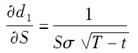 ∂d₁/∂S = 1/(Sσ √(T − t))